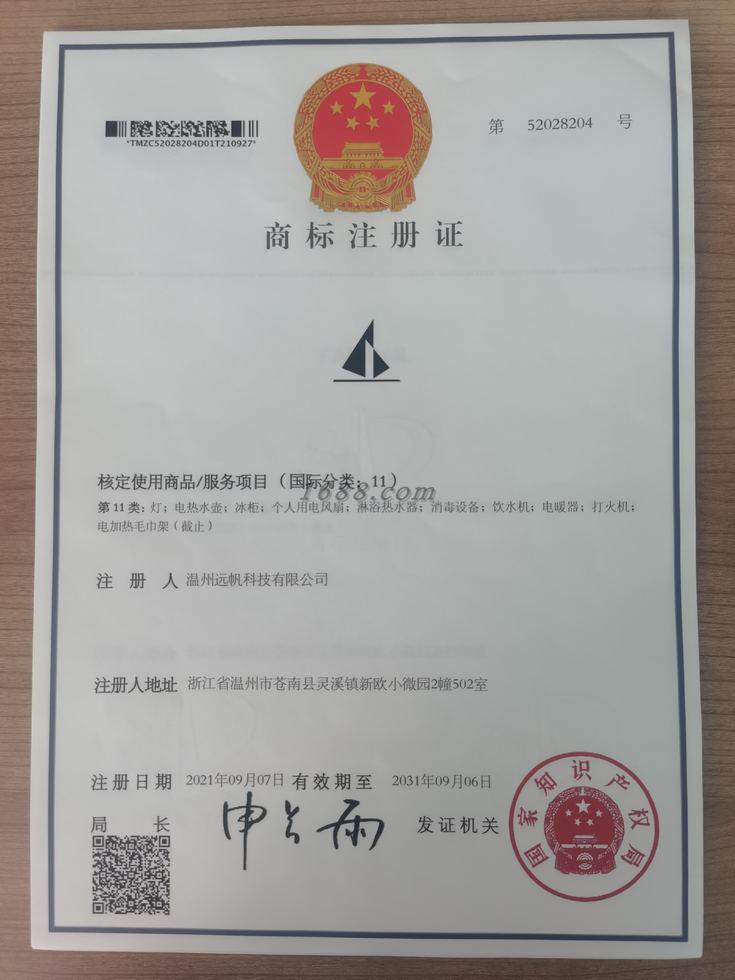 *TMZC52028204D01T210927*
第 52028204 号
商标注册证
核定使用商品/服务项目（国际分类：11）
1688.com
第11类：灯；电热水壶；冰柜；个人用电风扇；淋浴热水器；消毒设备；饮水机；电暖器；打火机；
电加热毛巾架（截止）
注 册 人 温州远帆科技有限公司
注册人地址 浙江省温州市苍南县灵溪镇新欧小微园2幢502室
注册日期 2021年09月07日 有效期至 2031年09月06日
局 长 申长雨 发证机关
国家知识产权局